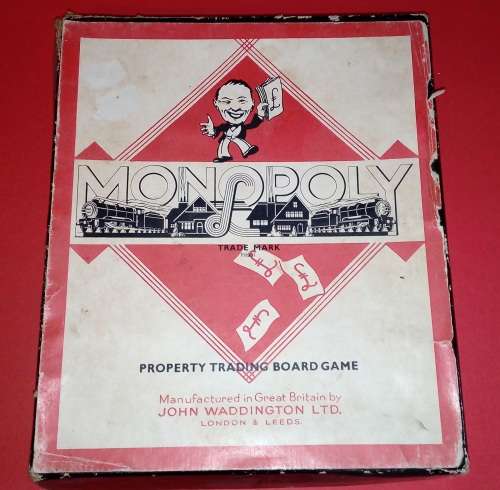 MONOPOLY
TRADE MARK
PROPERTY TRADING BOARD GAME
Manufactured in Great Britain by
JOHN WADDINGTON LTD.
LONDON & LEEDS.